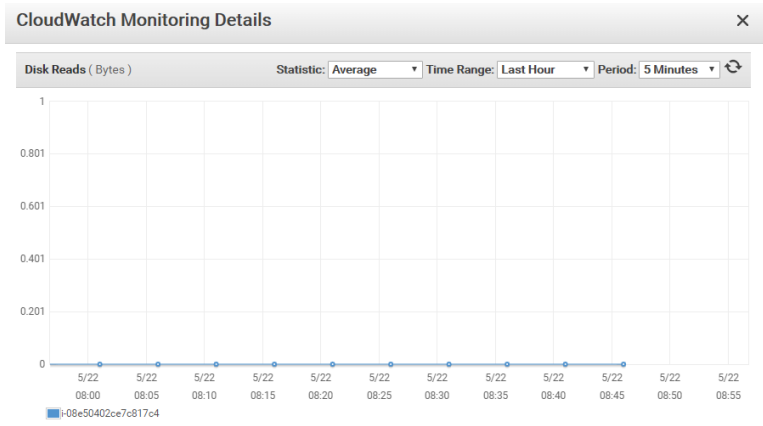 CloudWatch Monitoring Details
Disk Reads ( Bytes ) Statistic: Average Time Range: Last Hour Period: 5 Minutes
1
0.801
0.601
0.401
0.201
0
5/22 5/22 5/22 5/22 5/22 5/22 5/22 5/22 5/22 5/22 5/22 5/22
08:00 08:05 08:10 08:15 08:20 08:25 08:30 08:35 08:40 08:45 08:50 08:55
i-08e50402ce7c817c4